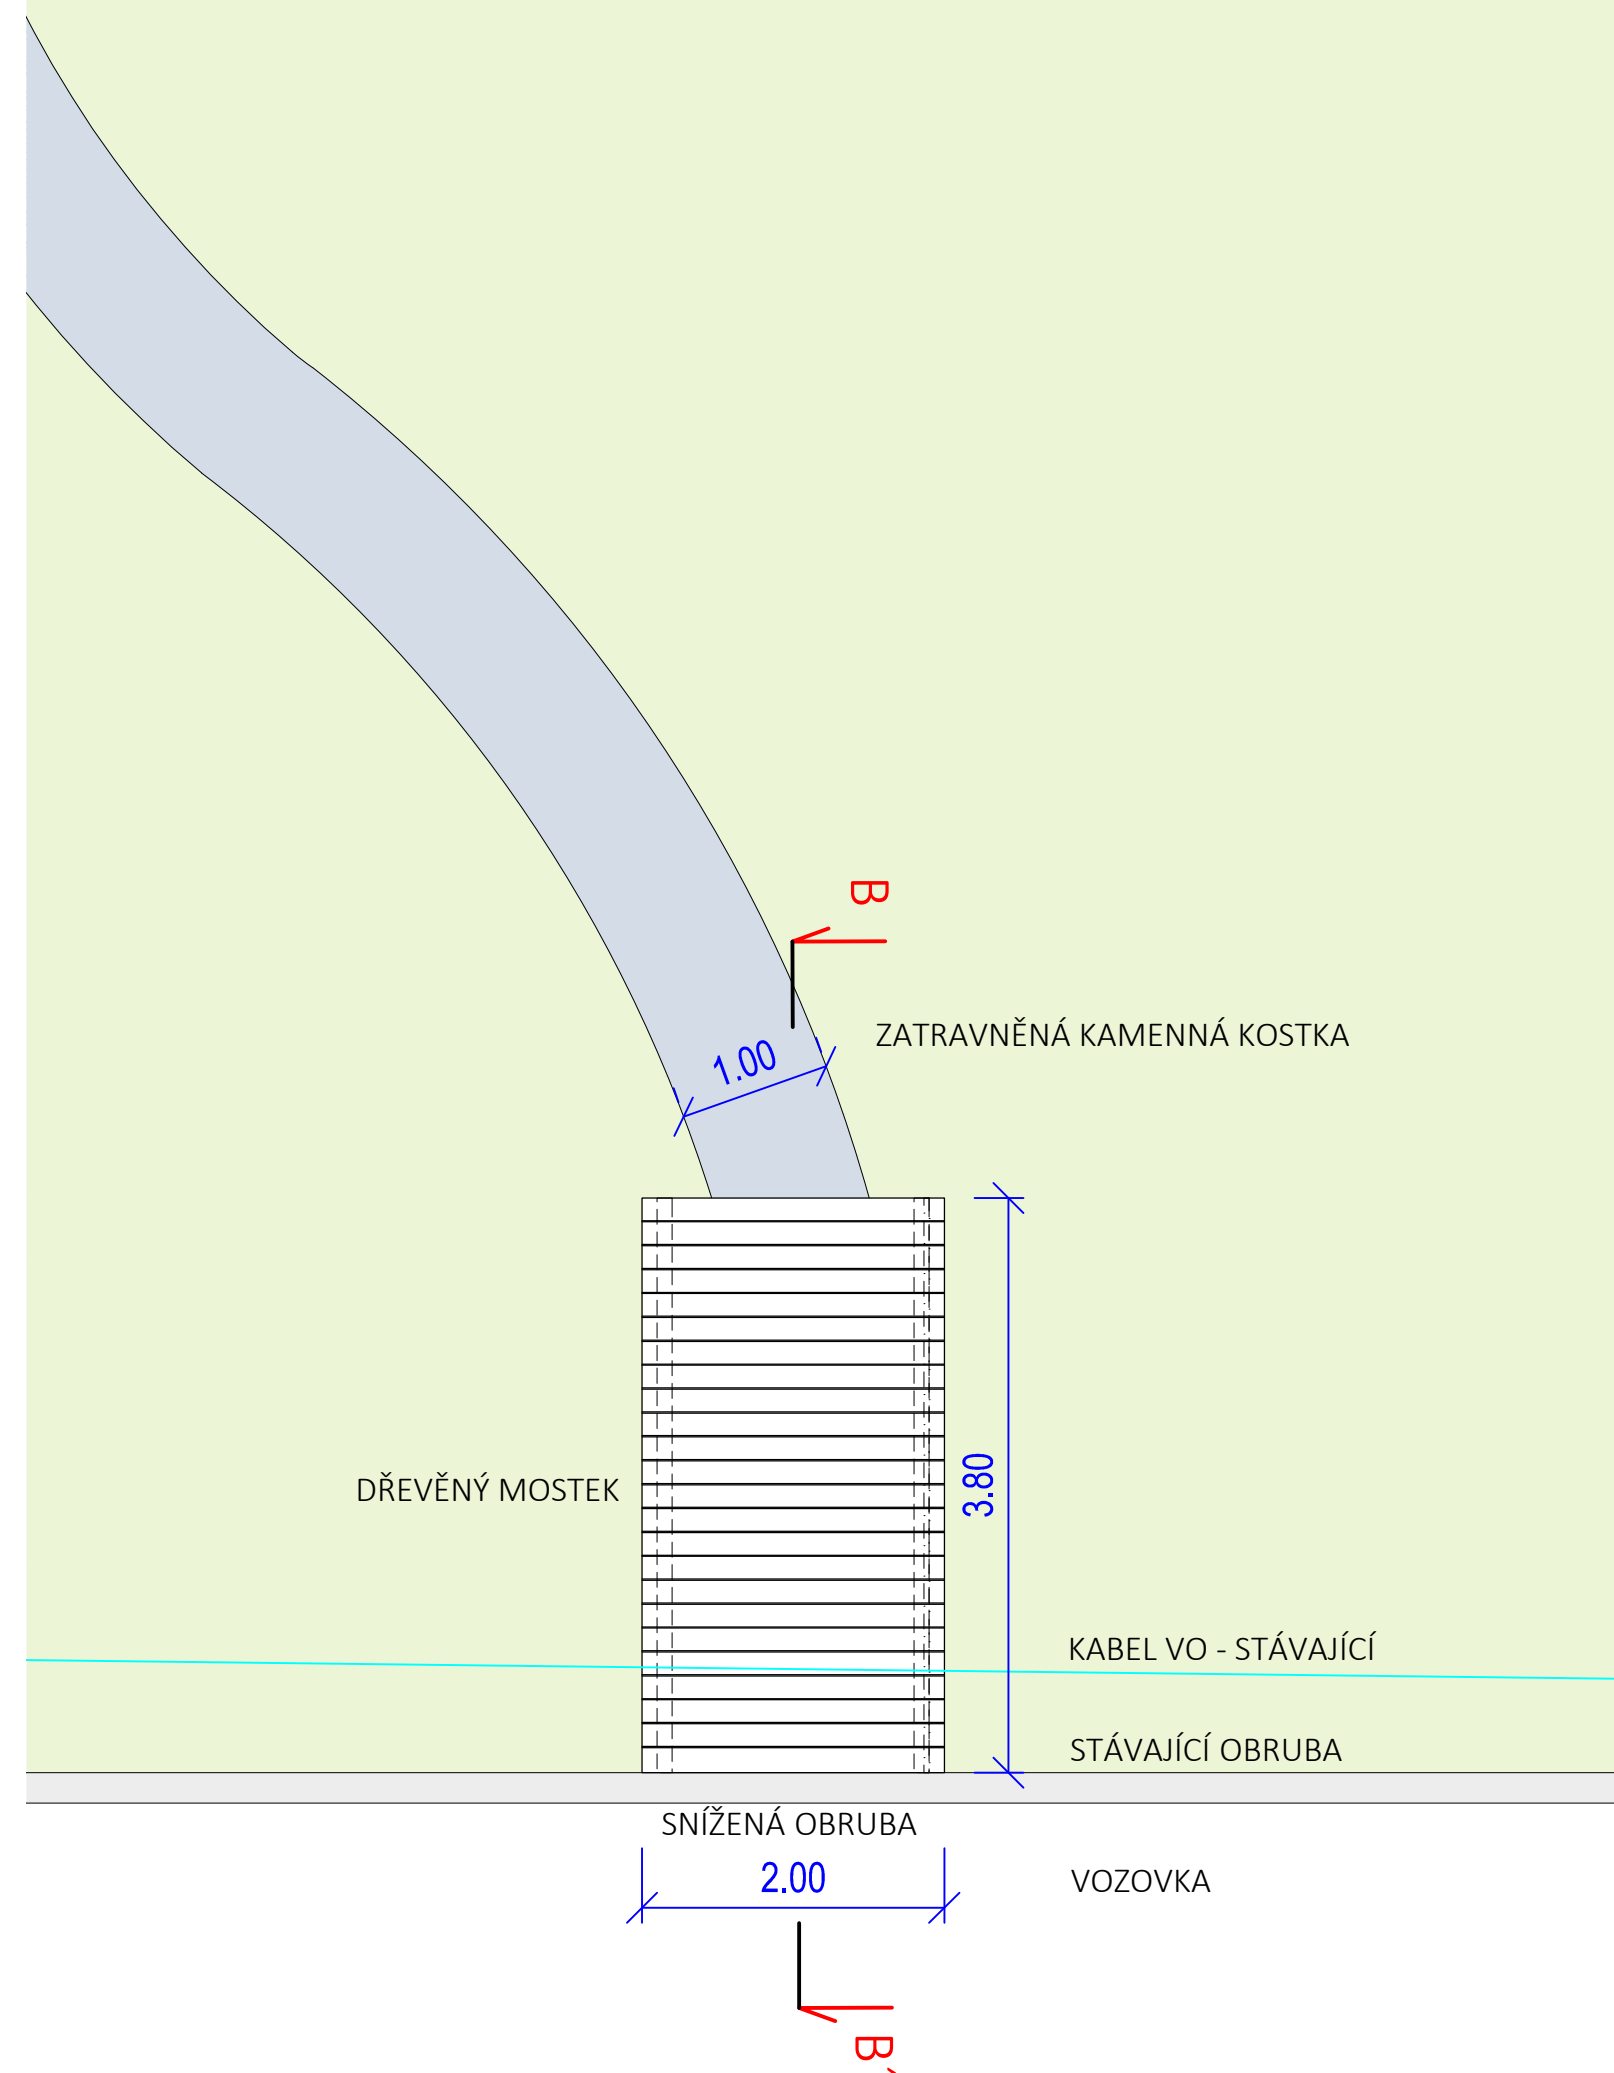 B
ZATRAVNĚNÁ KAMENNÁ KOSTKA
1.00
3.80
DŘEVĚNÝ MOSTEK
KABEL VO - STÁVAJÍCÍ
STÁVAJÍCÍ OBRUBA
SNÍŽENÁ OBRUBA
2.00
VOZOVKA
B´